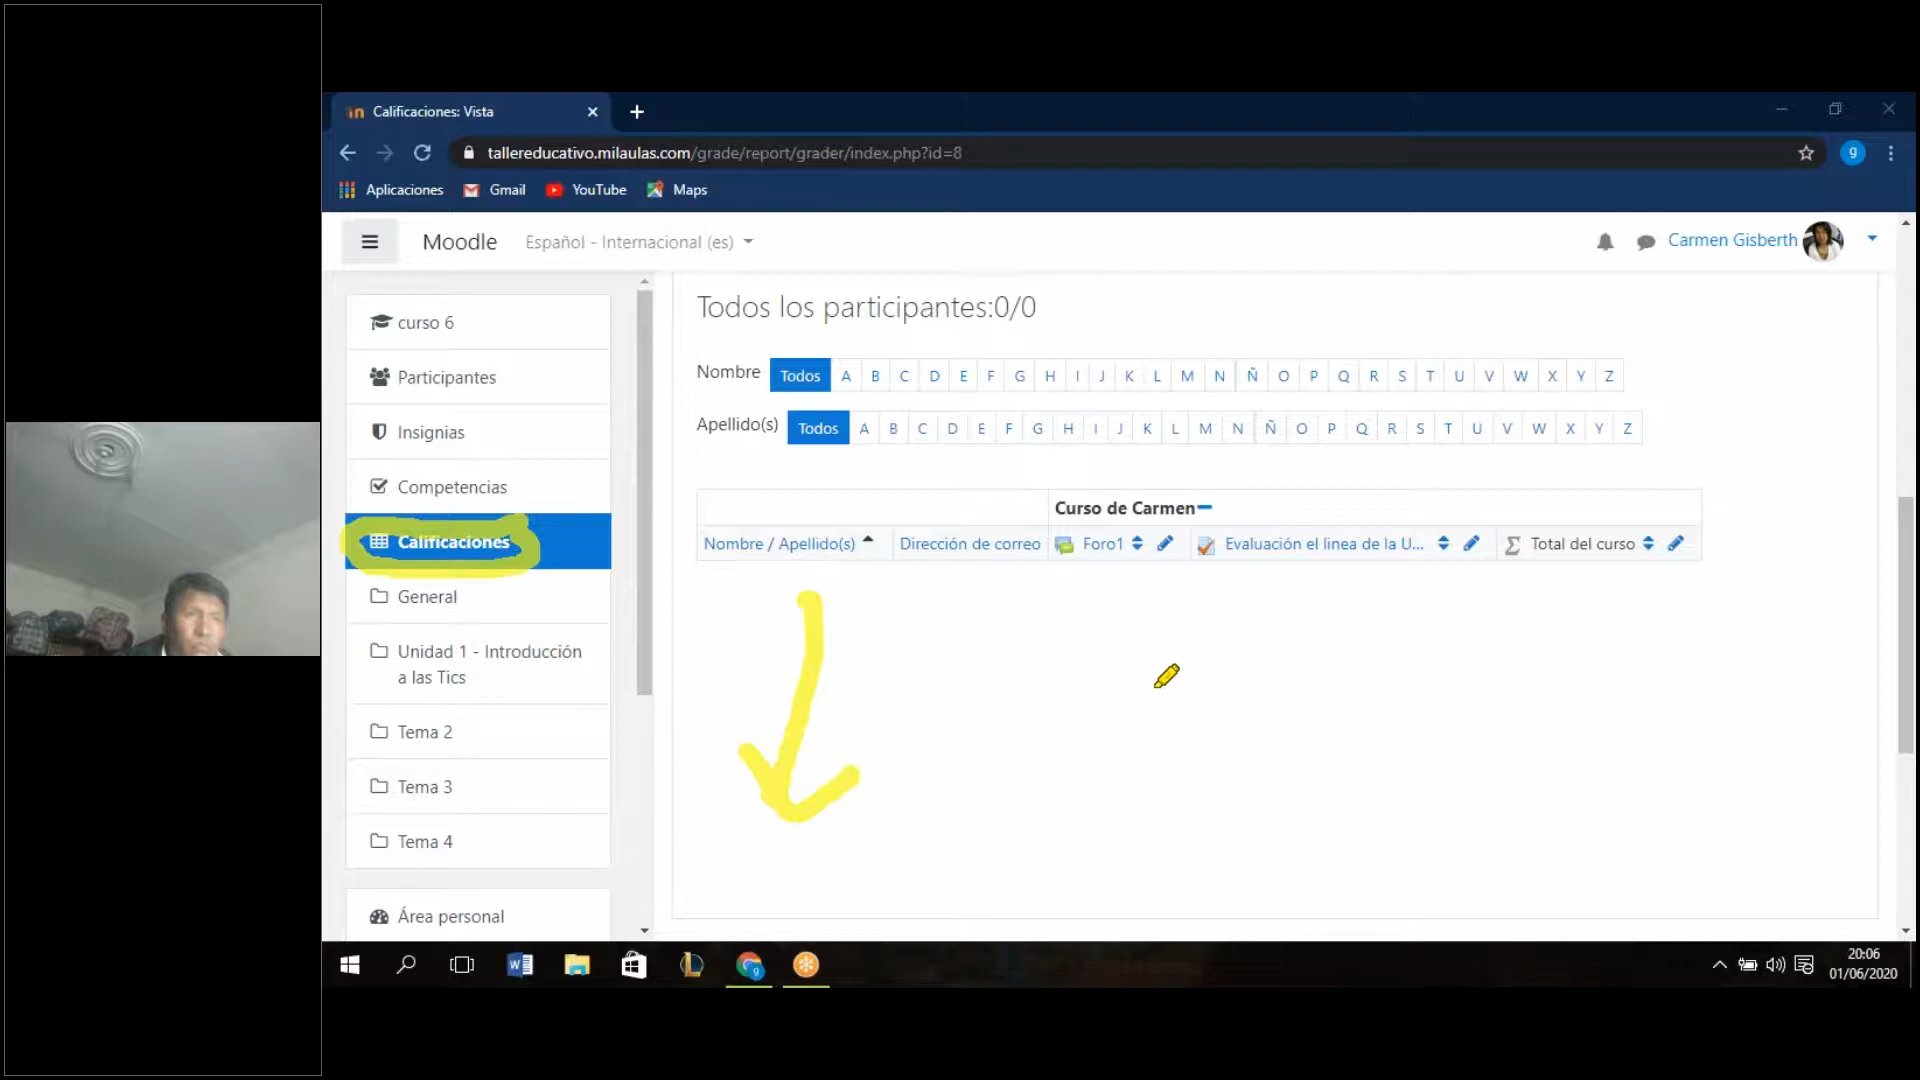 Calificaciones: Vista
tallereducativo.milaulas.com/grade/report/grader/index.php?id=8
g
Aplicaciones Gmail YouTube Maps
Moodle Español - Internacional (es) Carmen Gisberth
curso 6
Participantes
Insignias
Competencias
Calificaciones
General
Unidad 1 - Introducción
a las Tics
Tema 2
Tema 3
Tema 4
Área personal
Todos los participantes:0/0
Nombre Todos A B C D E F G H I J K L M N Ñ O P Q R S T U V W X Y Z
Apellido(s) Todos A B C D E F G H I J K L M N Ñ O P Q R S T U V W X Y Z
Curso de Carmen
Nombre / Apellido(s) Dirección de correo Foro1 Evaluación el linea de la U... Total del curso
20:06
01/06/2020